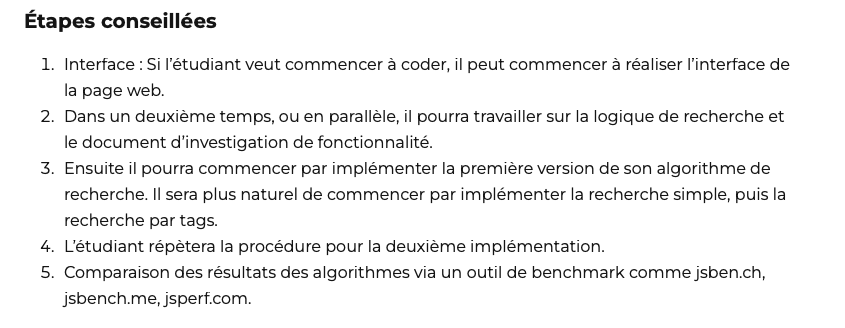 Étapes conseillées
1. Interface : Si l’étudiant veut commencer à coder, il peut commencer à réaliser l’interface de
la page web.
2. Dans un deuxième temps, ou en parallèle, il pourra travailler sur la logique de recherche et
le document d’investigation de fonctionnalité.
3. Ensuite il pourra commencer par implémenter la première version de son algorithme de
recherche. Il sera plus naturel de commencer par implémenter la recherche simple, puis la
recherche par tags.
4. L’étudiant répètera la procédure pour la deuxième implémentation.
5. Comparaison des résultats des algorithmes via un outil de benchmark comme jsben.ch,
jsbench.me, jsperf.com.